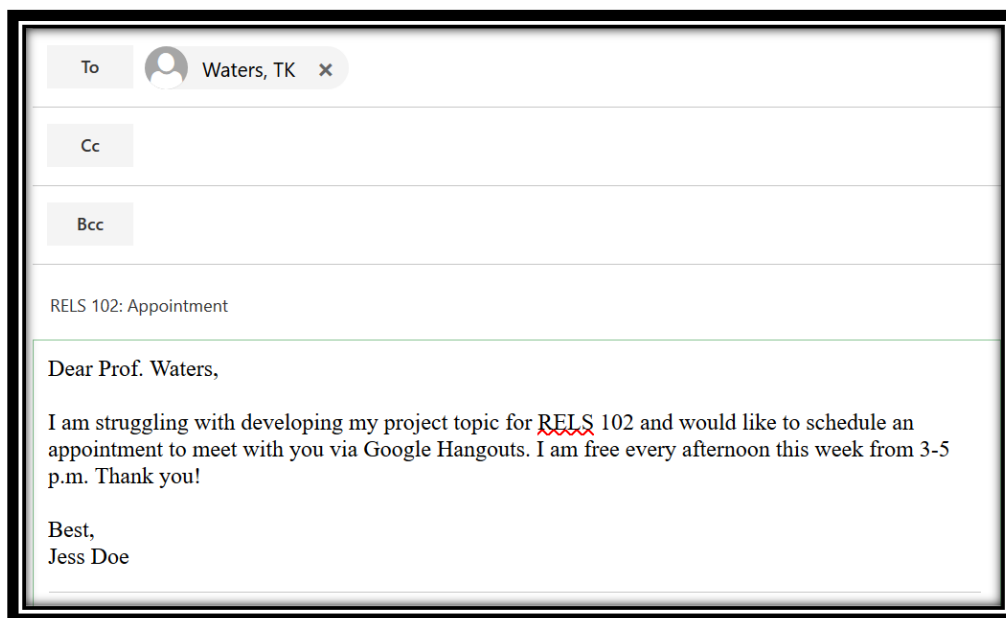 To Waters, TK
Cc
Bcc
RELS 102: Appointment
Dear Prof. Waters,
I am struggling with developing my project topic for RELS 102 and would like to schedule an
appointment to meet with you via Google Hangouts. I am free every afternoon this week from 3-5
p.m. Thank you!
Best,
Jess Doe